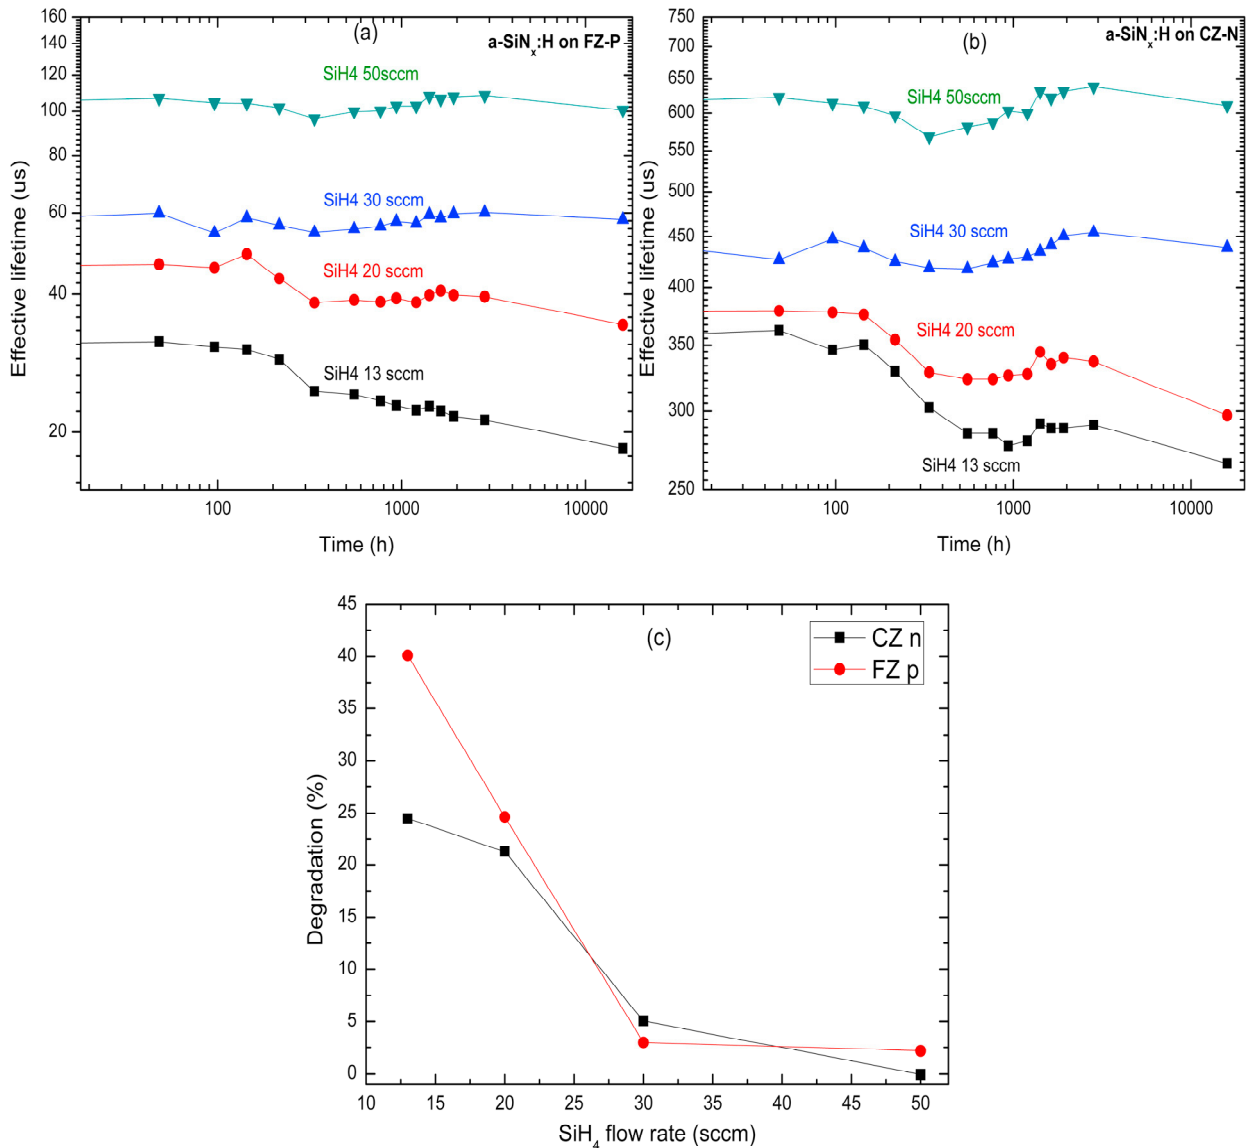 (a)
a-SiNx:H on FZ-P
SiH4 50sccm
SiH4 30 sccm
SiH4 20 sccm
SiH4 13 sccm
160
140
120
100
80
60
40
20
Effective lifetime (us)
100
1000
10000
Time (h)
(b)
a-SiNx:H on CZ-N
SiH4 50sccm
SiH4 30 sccm
SiH4 20 sccm
SiH4 13 sccm
750
700
650
600
550
500
450
400
350
300
250
Effective lifetime (us)
100
1000
10000
Time (h)
(c)
CZ n
FZ p
45
40
35
30
25
20
15
10
5
0
Degradation (%)
10
15
20
25
30
35
40
45
50
SiH4 flow rate (sccm)